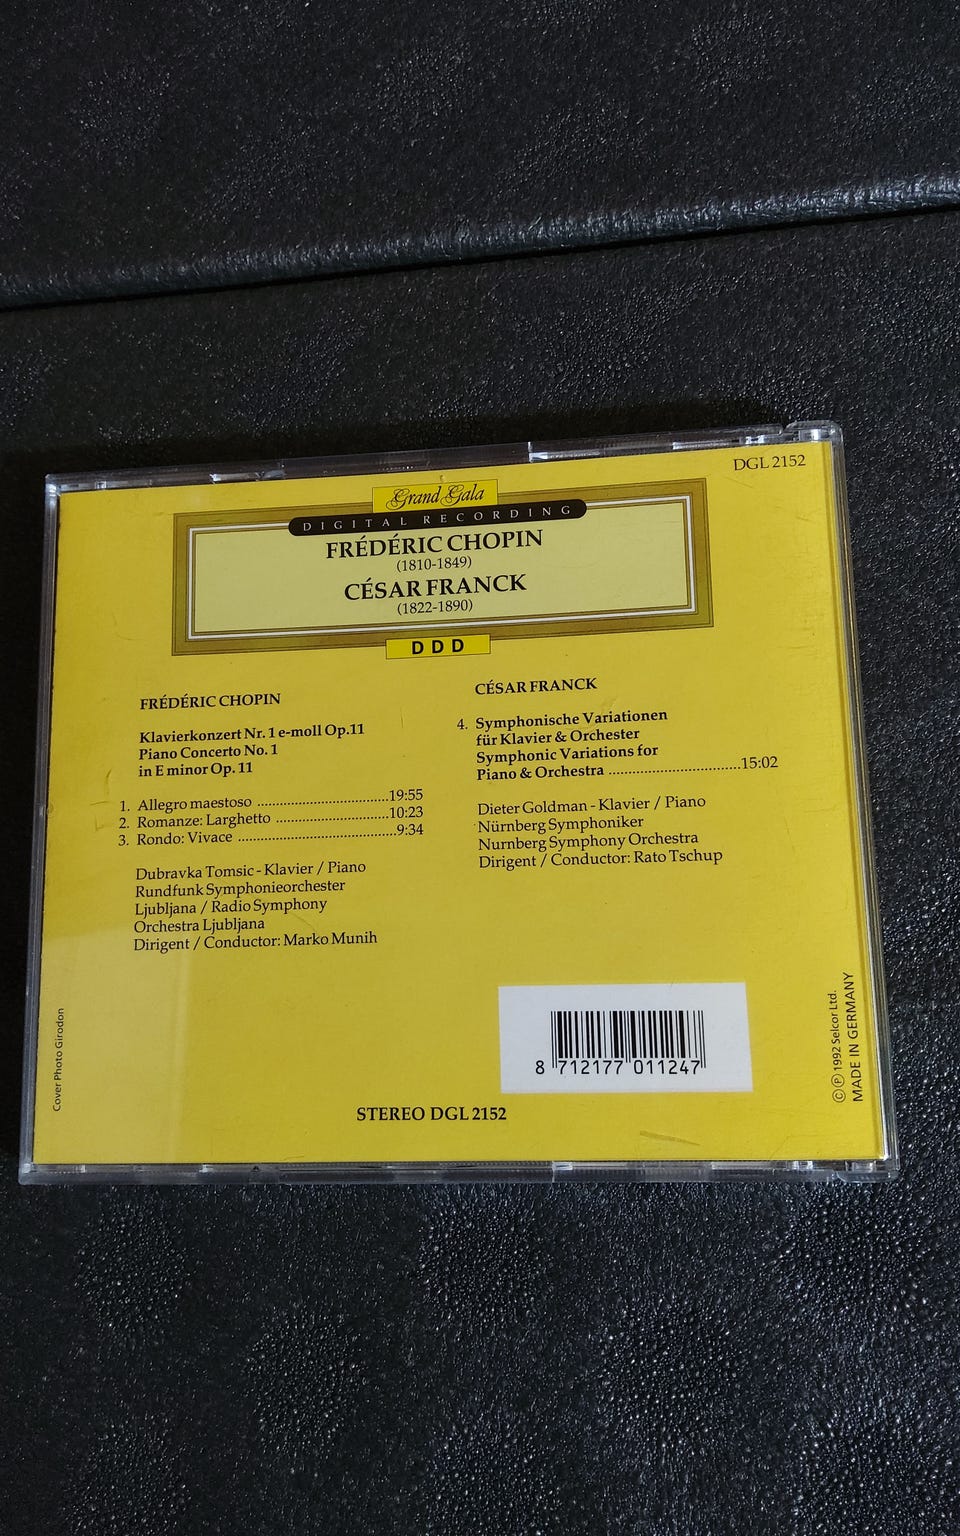 DGL 2152
Grand Gala
DIGITAL RECORDING
FRÉDÉRIC CHOPIN
(1810-1849)
CÉSAR FRANCK
(1822-1890)
DDD
FRÉDÉRIC CHOPIN
Klavierkonzert Nr. 1 e-moll Op.11
Piano Concerto No. 1
in E minor Op. 11
1. Allegro maestoso ........................................19:55
2. Romanze: Larghetto ..................................10:23
3. Rondo: Vivace ...............................................9:34
Dubravka Tomsic - Klavier / Piano
Rundfunk Symphonieorchester
Ljubljana / Radio Symphony
Orchestra Ljubljana
Dirigent / Conductor: Marko Munih
CÉSAR FRANCK
4. Symphonische Variationen
für Klavier & Orchester
Symphonic Variations for
Piano & Orchestra ........................................15:02
Dieter Goldman - Klavier / Piano
Nürnberg Symphoniker
Nurnberg Symphony Orchestra
Dirigent / Conductor: Rato Tschup
Cover Photo Girodon
8 712177 011247
STEREO DGL 2152
© ℗ 1992 Selcor Ltd.
MADE IN GERMANY